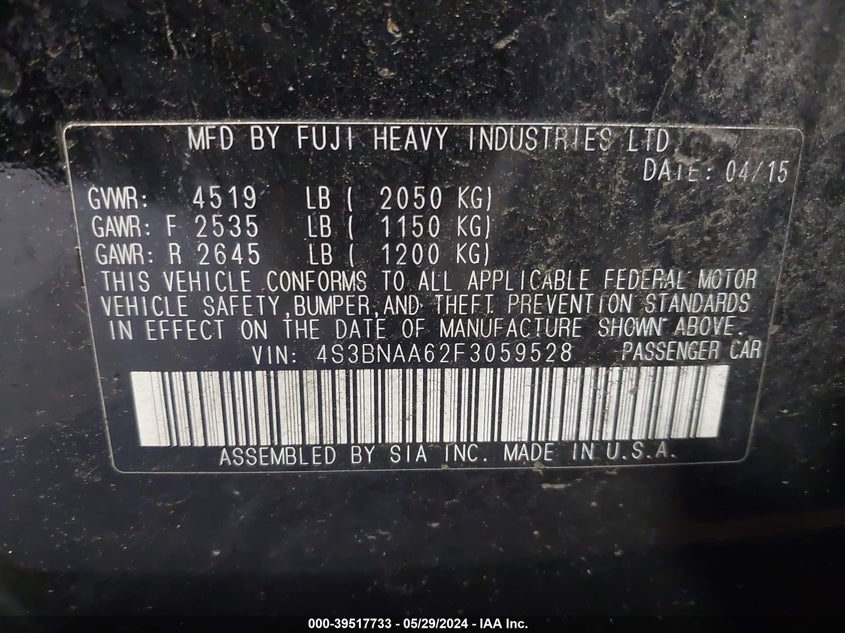 MFD BY FUJI HEAVY INDUSTRIES LTD.
DATE: 04/15
GVWR: 4519 LB ( 2050 KG)
GAWR: F 2535 LB ( 1150 KG)
GAWR: R 2645 LB ( 1200 KG)
THIS VEHICLE CONFORMS TO ALL APPLICABLE FEDERAL MOTOR
VEHICLE SAFETY,BUMPER,AND THEFT PREVENTION STANDARDS
IN EFFECT ON THE DATE OF MANUFACTURE SHOWN ABOVE.
VIN: 4S3BNAA62F3059528 PASSENGER CAR
ASSEMBLED BY SIA INC. MADE IN U.S.A.
000-39517733 - 05/29/2024 - IAA Inc.